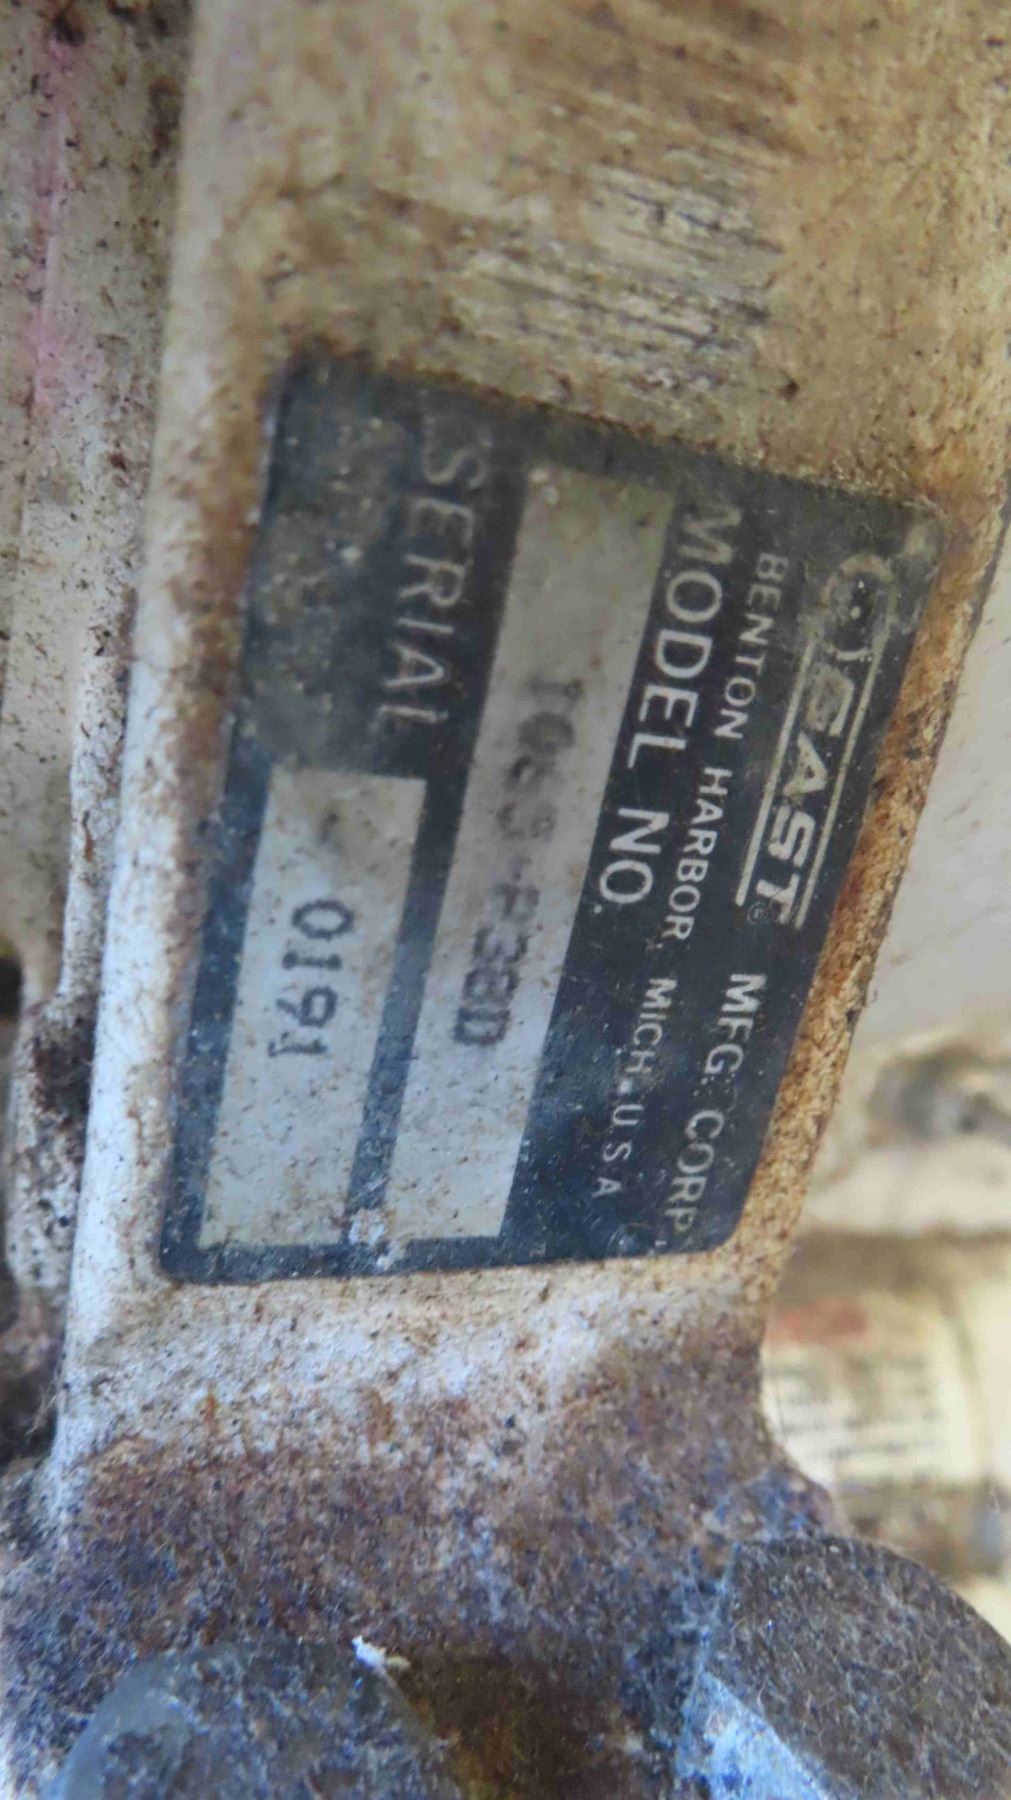 GAST® MFG. CORP.
BENTON HARBOR, MICH. U.S.A
MODEL NO.
SERIAL 0191